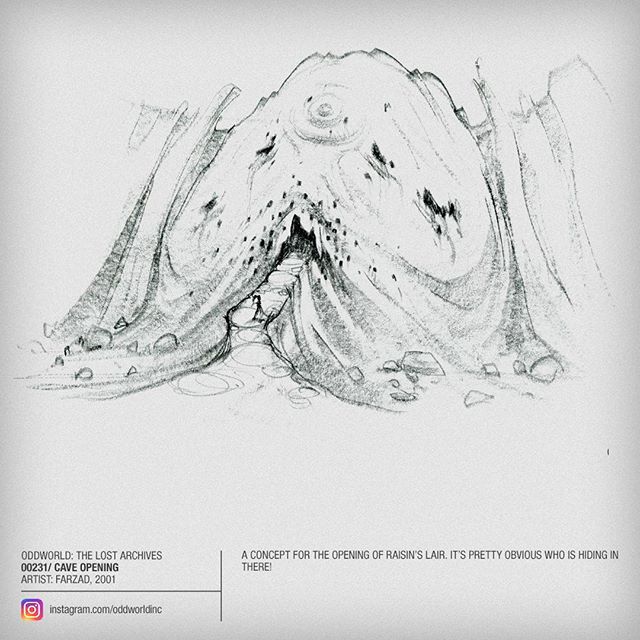 ODDWORLD: THE LOST ARCHIVES
00231/ CAVE OPENING
ARTIST: FARZAD, 2001
instagram.com/oddworldinc
A CONCEPT FOR THE OPENING OF RAISIN'S LAIR. IT'S PRETTY OBVIOUS WHO IS HIDING IN
THERE!